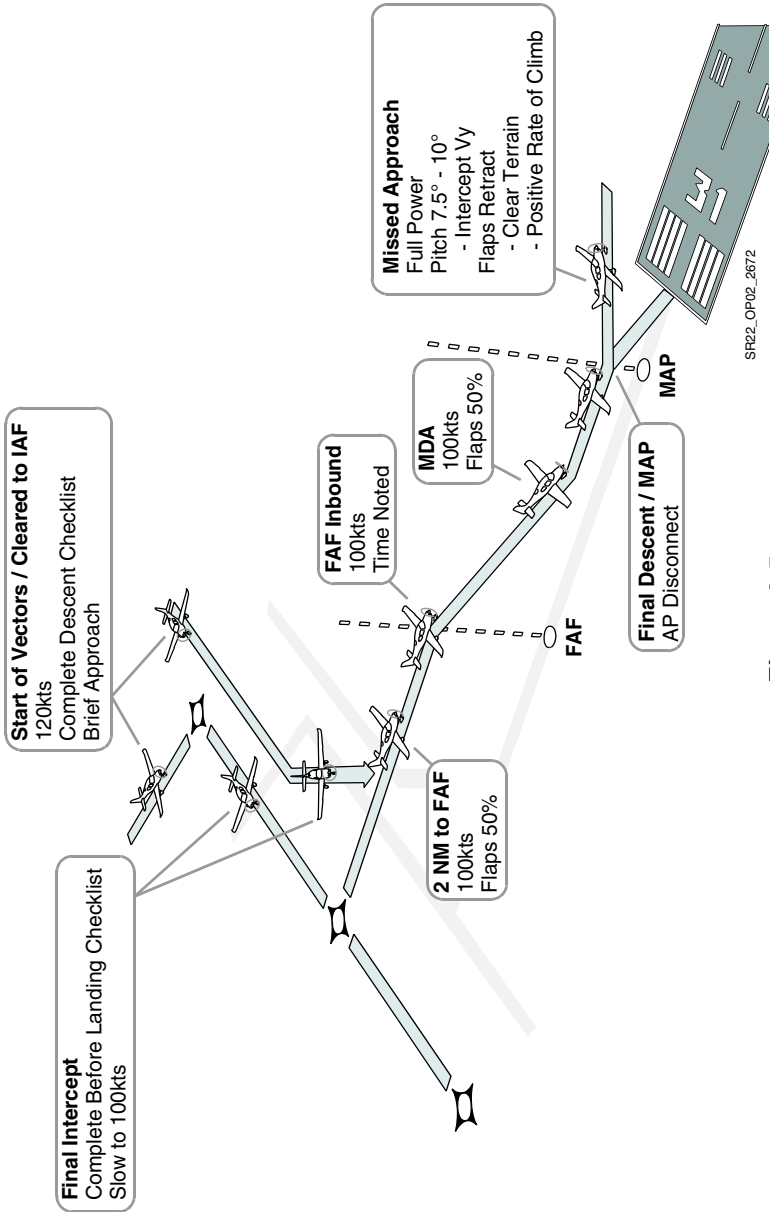 Start of Vectors / Cleared to IAF
120kts
Complete Descent Checklist
Brief Approach
Final Intercept
Complete Before Landing Checklist
Slow to 100kts
2 NM to FAF
100kts
Flaps 50%
FAF Inbound
100kts
Time Noted
FAF
MDA
100kts
Flaps 50%
Final Descent / MAP
AP Disconnect
MAP
Missed Approach
Full Power
Pitch 7.5° - 10°
- Intercept Vy
Flaps Retract
- Clear Terrain
- Positive Rate of Climb
31
SR22_OP02_2672